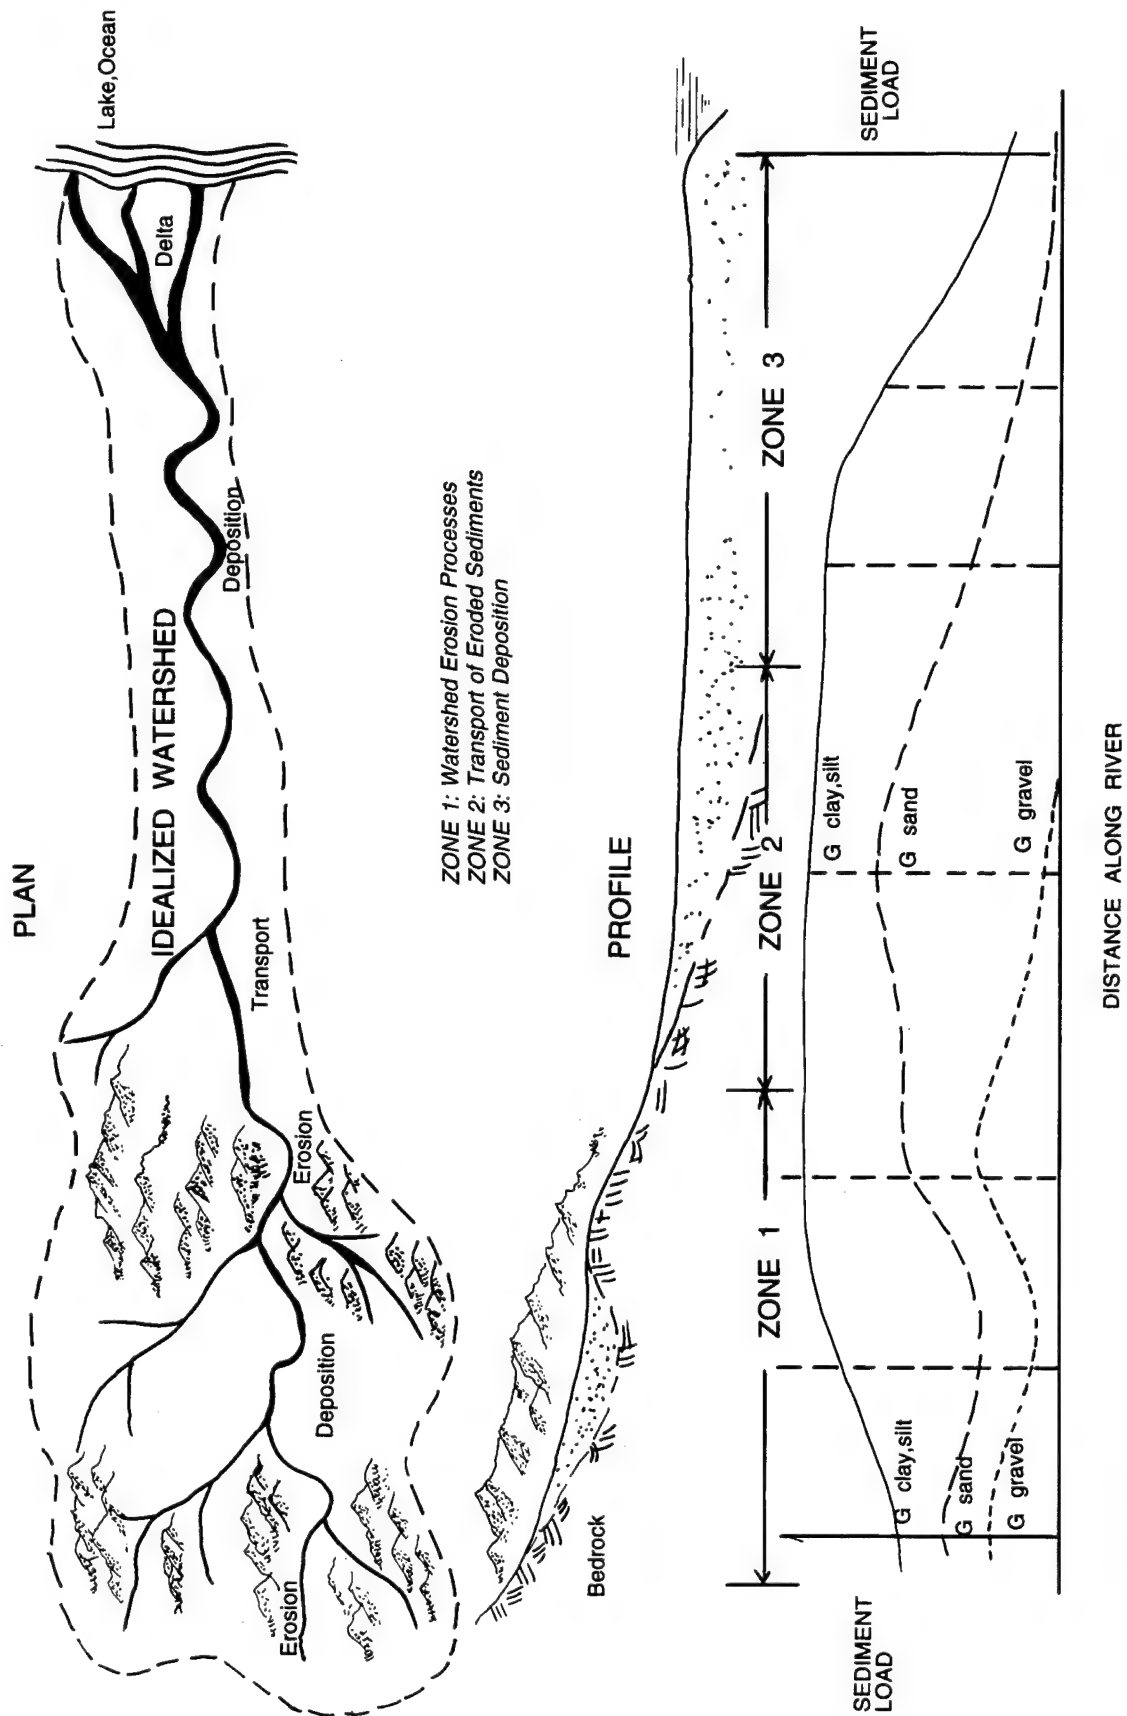 PLAN
Lake,Ocean
Delta
IDEALIZED WATERSHED
Deposition
Transport
Erosion
Deposition
Erosion
ZONE 1: Watershed Erosion Processes
ZONE 2: Transport of Eroded Sediments
ZONE 3: Sediment Deposition
PROFILE
Bedrock
ZONE 1
ZONE 2
ZONE 3
SEDIMENT
LOAD
SEDIMENT
LOAD
G clay,silt
G sand
G gravel
G clay,silt
G sand
G gravel
DISTANCE ALONG RIVER